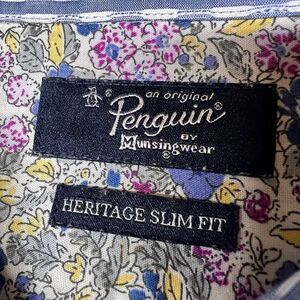 an original
Penguin®
BY
Munsingwear®
HERITAGE SLIM FIT